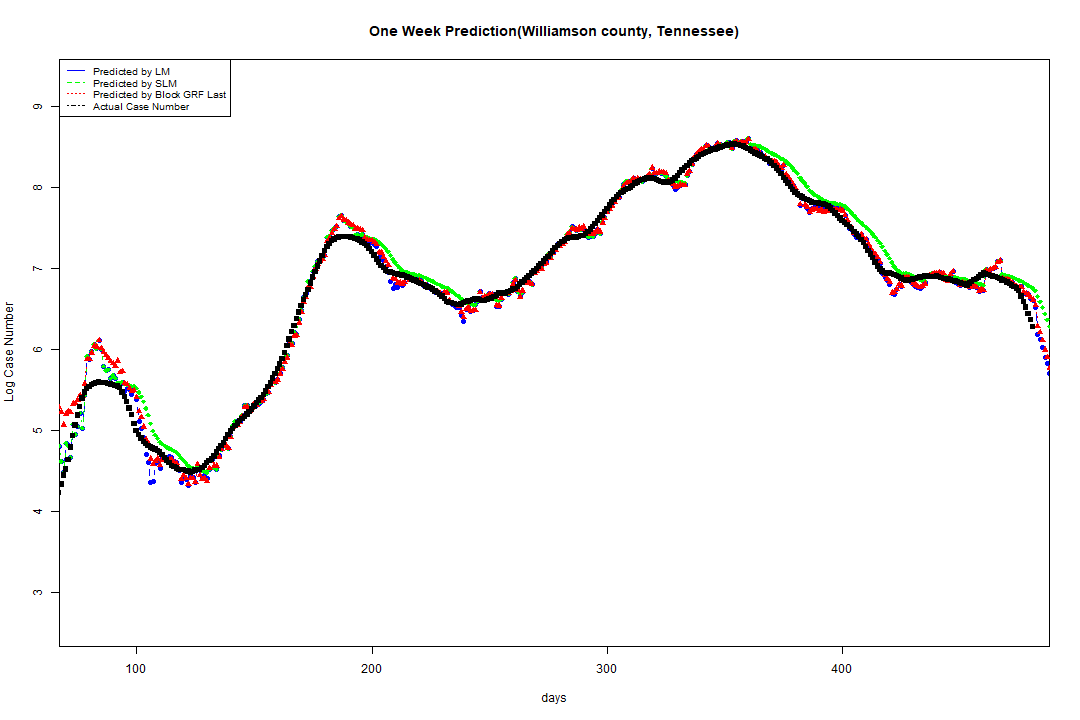 One Week Prediction(Williamson county, Tennessee)
Predicted by LM
Predicted by SLM
Predicted by Block GRF Last
Actual Case Number
9
8
7
6
5
4
3
Log Case Number
100 200 300 400
days